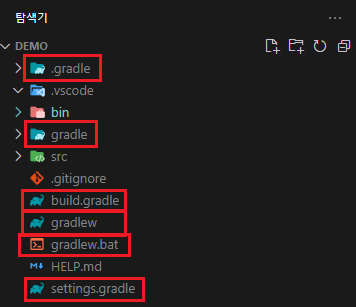 탐색기
DEMO
.gradle
.vscode
bin
gradle
src
.gitignore
build.gradle
gradlew
gradlew.bat
HELP.md
settings.gradle